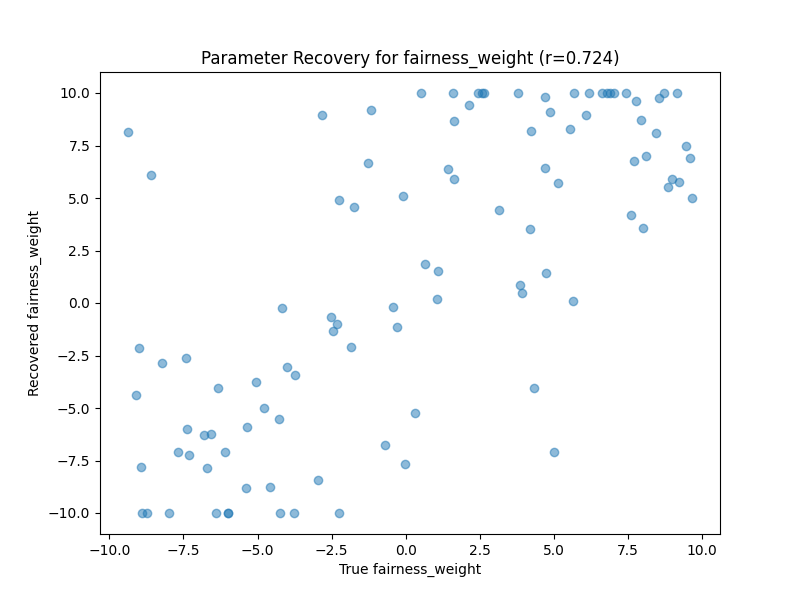 Parameter Recovery for fairness_weight (r=0.724)
10.0
7.5
5.0
2.5
0.0
−2.5
−5.0
−7.5
−10.0
Recovered fairness_weight
−10.0 −7.5 −5.0 −2.5 0.0 2.5 5.0 7.5 10.0
True fairness_weight